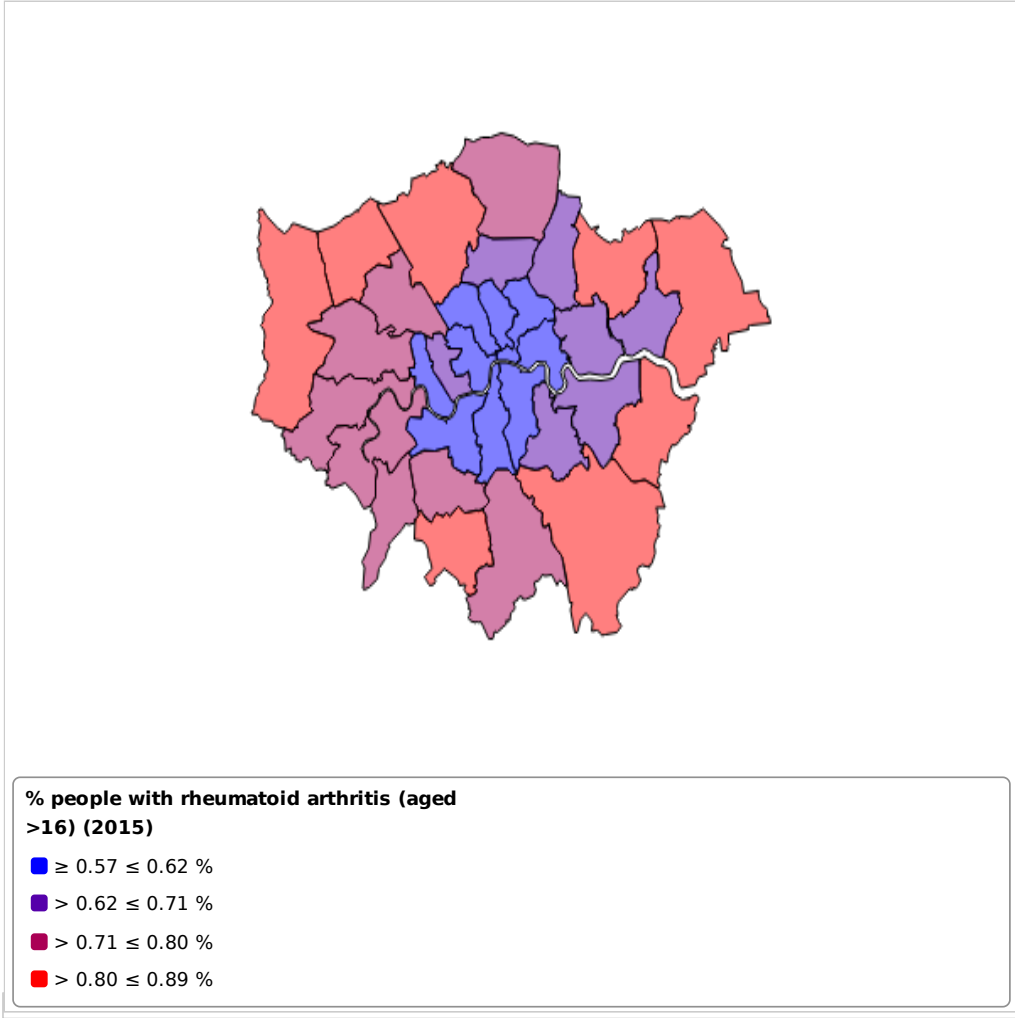 % people with rheumatoid arthritis (aged
>16) (2015)
≥ 0.57 ≤ 0.62 %
> 0.62 ≤ 0.71 %
> 0.71 ≤ 0.80 %
> 0.80 ≤ 0.89 %